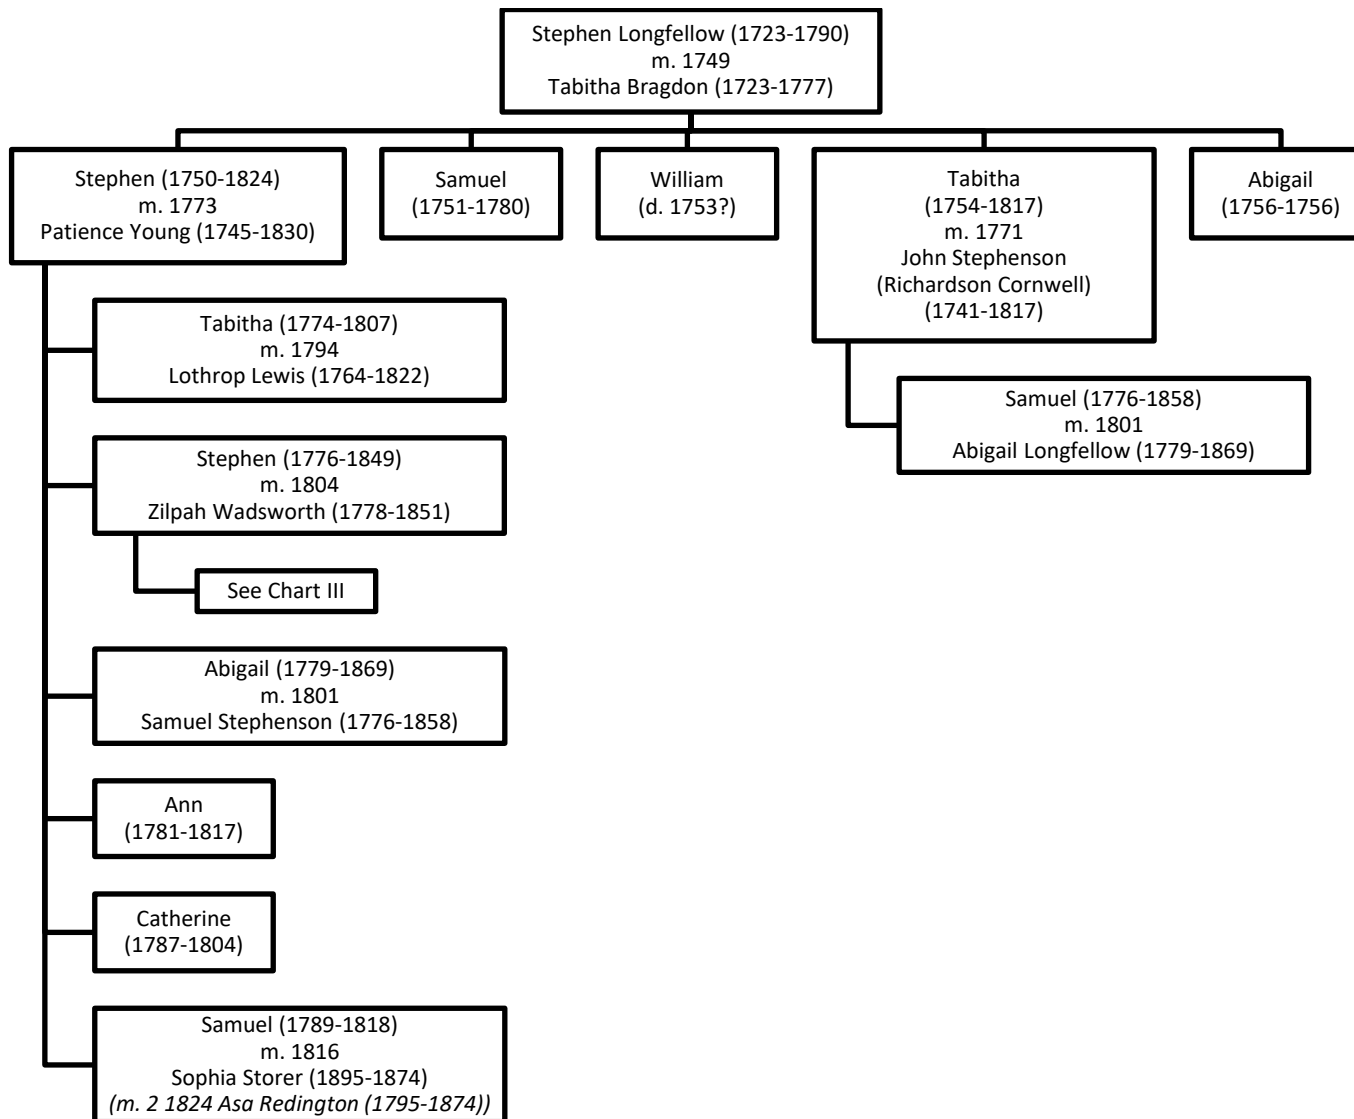 Stephen Longfellow (1723-1790)
m. 1749
Tabitha Bragdon (1723-1777)
Stephen (1750-1824)
m. 1773
Patience Young (1745-1830)
Samuel
(1751-1780)
William
(d. 1753?)
Tabitha
(1754-1817)
m. 1771
John Stephenson
(Richardson Cornwell)
(1741-1817)
Abigail
(1756-1756)
Tabitha (1774-1807)
m. 1794
Lothrop Lewis (1764-1822)
Stephen (1776-1849)
m. 1804
Zilpah Wadsworth (1778-1851)
See Chart III
Abigail (1779-1869)
m. 1801
Samuel Stephenson (1776-1858)
Ann
(1781-1817)
Catherine
(1787-1804)
Samuel (1789-1818)
m. 1816
Sophia Storer (1895-1874)
(m. 2 1824 Asa Redington (1795-1874))
Samuel (1776-1858)
m. 1801
Abigail Longfellow (1779-1869)